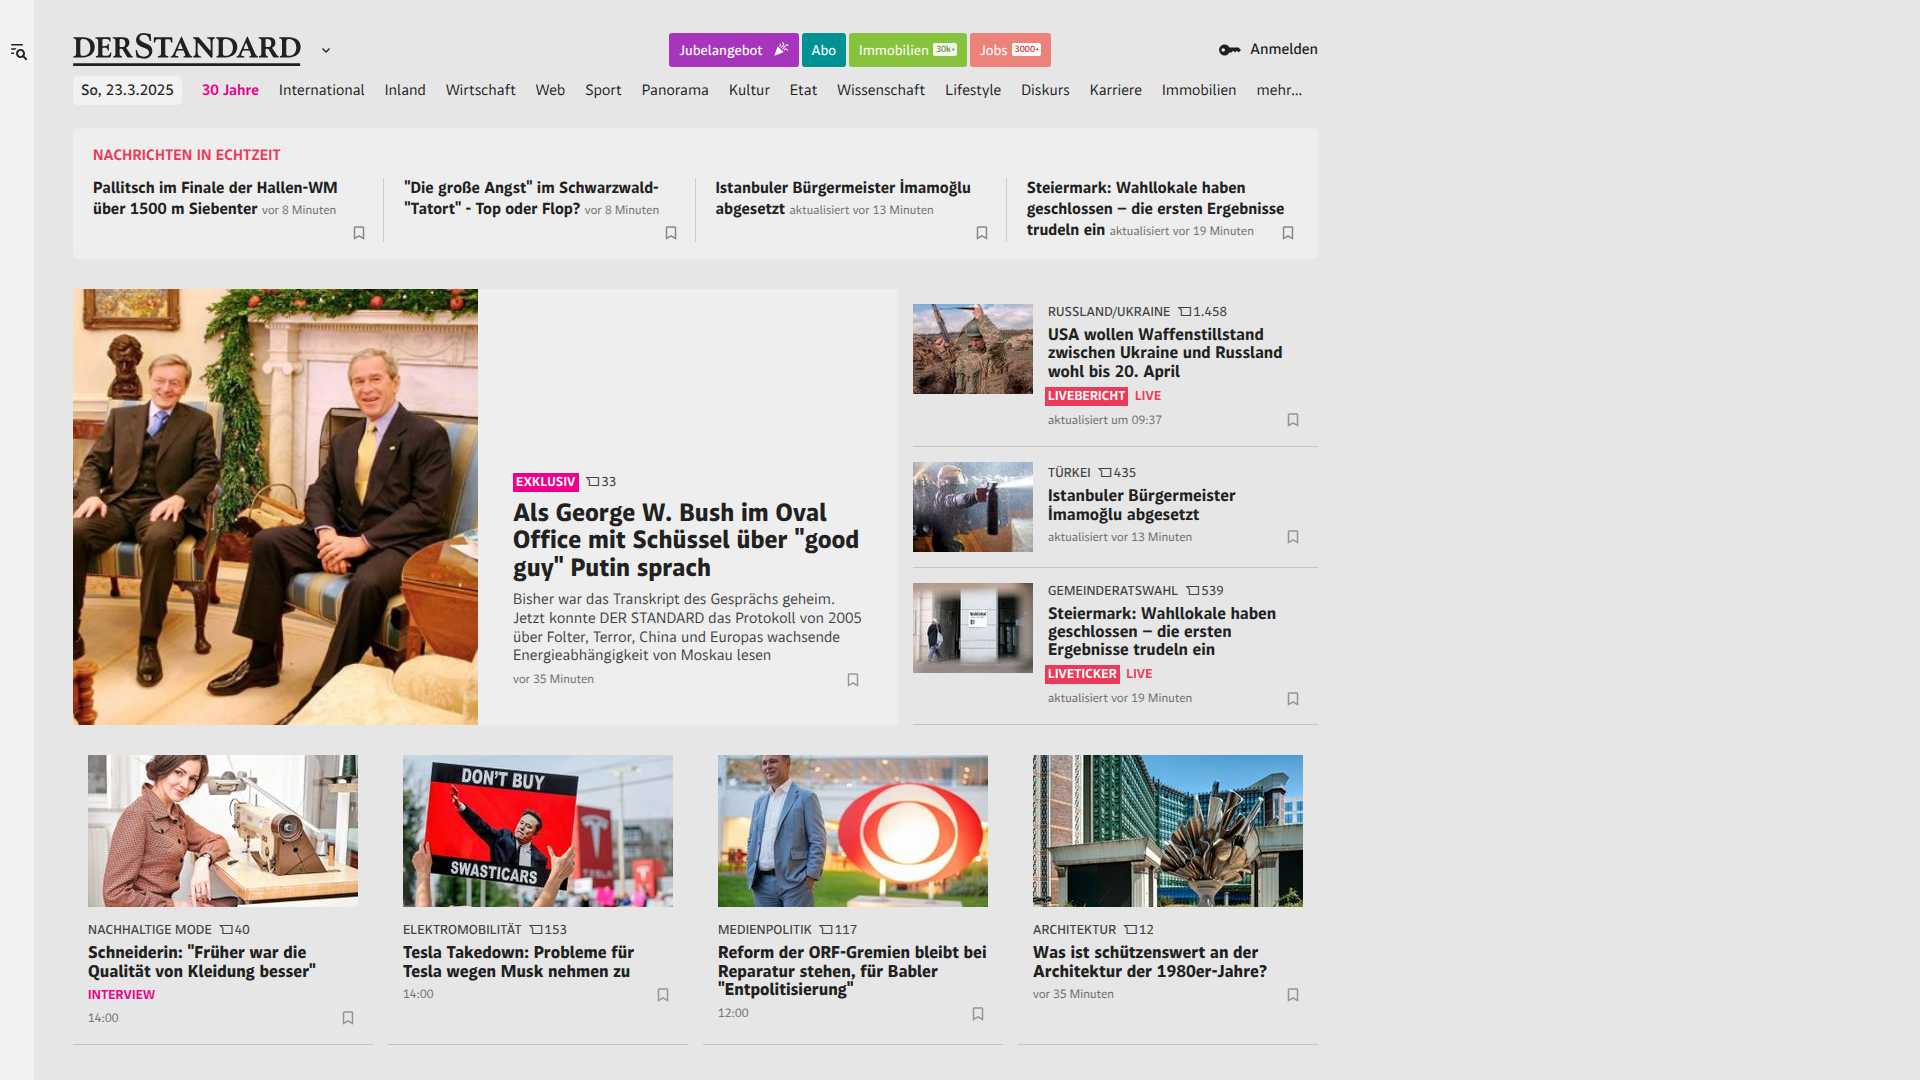 DERSTANDARD
Jubelangebot
Abo
Immobilien 30k+
Jobs 3000+
Anmelden
So, 23.3.2025
30 Jahre
International
Inland
Wirtschaft
Web
Sport
Panorama
Kultur
Etat
Wissenschaft
Lifestyle
Diskurs
Karriere
Immobilien
mehr...
NACHRICHTEN IN ECHTZEIT
Pallitsch im Finale der Hallen-WM
über 1500 m Siebenter vor 8 Minuten
"Die große Angst" im Schwarzwald-
"Tatort" - Top oder Flop? vor 8 Minuten
Istanbuler Bürgermeister İmamoğlu
abgesetzt aktualisiert vor 13 Minuten
Steiermark: Wahllokale haben
geschlossen – die ersten Ergebnisse
trudeln ein aktualisiert vor 19 Minuten
EXKLUSIV 33
Als George W. Bush im Oval
Office mit Schüssel über "good
guy" Putin sprach
Bisher war das Transkript des Gesprächs geheim.
Jetzt konnte DER STANDARD das Protokoll von 2005
über Folter, Terror, China und Europas wachsende
Energieabhängigkeit von Moskau lesen
vor 35 Minuten
RUSSLAND/UKRAINE 1.458
USA wollen Waffenstillstand
zwischen Ukraine und Russland
wohl bis 20. April
LIVEBERICHT LIVE
aktualisiert um 09:37
TÜRKEI 435
Istanbuler Bürgermeister
İmamoğlu abgesetzt
aktualisiert vor 13 Minuten
GEMEINDERATSWAHL 539
Steiermark: Wahllokale haben
geschlossen – die ersten
Ergebnisse trudeln ein
LIVETICKER LIVE
aktualisiert vor 19 Minuten
NACHHALTIGE MODE 40
Schneiderin: "Früher war die
Qualität von Kleidung besser"
INTERVIEW
14:00
DON'T BUY
SWASTICARS
ELEKTROMOBILITÄT 153
Tesla Takedown: Probleme für
Tesla wegen Musk nehmen zu
14:00
MEDIENPOLITIK 117
Reform der ORF-Gremien bleibt bei
Reparatur stehen, für Babler
"Entpolitisierung"
12:00
ARCHITEKTUR 12
Was ist schützenswert an der
Architektur der 1980er-Jahre?
vor 35 Minuten